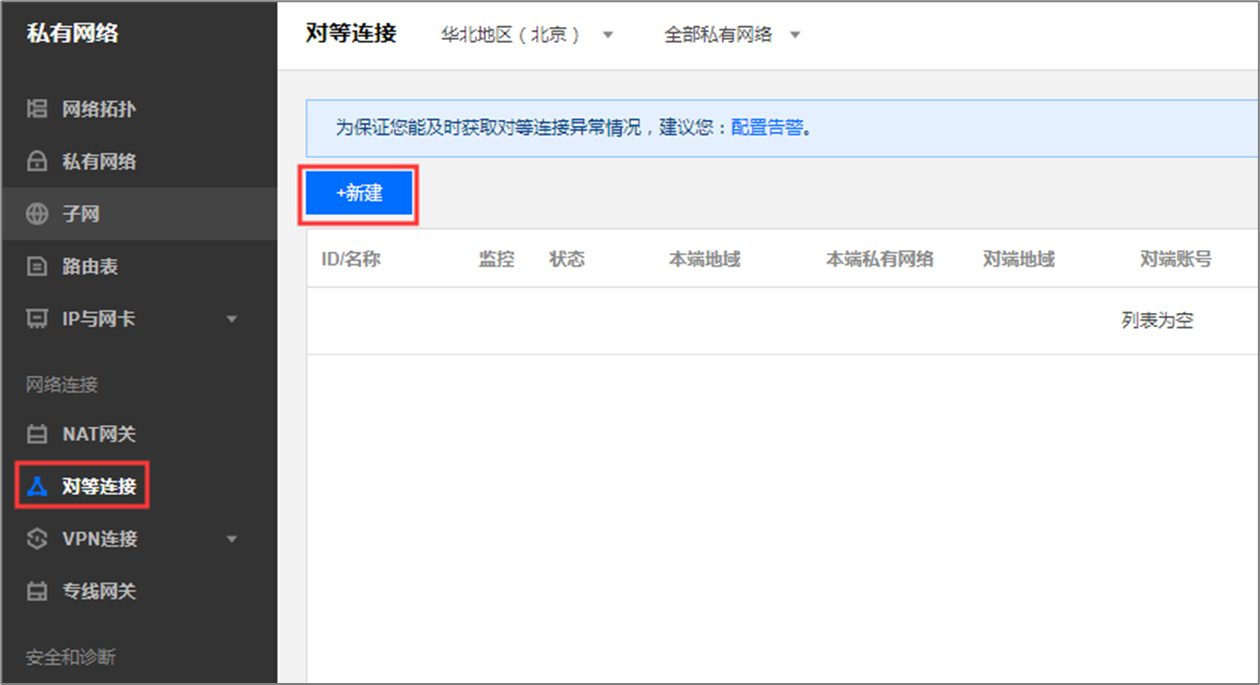 私有网络
网络拓扑
私有网络
子网
路由表
IP与网卡
网络连接
NAT网关
对等连接
VPN连接
专线网关
安全和诊断
对等连接 华北地区（北京） 全部私有网络
为保证您能及时获取对等连接异常情况，建议您：配置告警。
+新建
ID/名称 监控 状态 本端地域 本端私有网络 对端地域 对端账号
列表为空